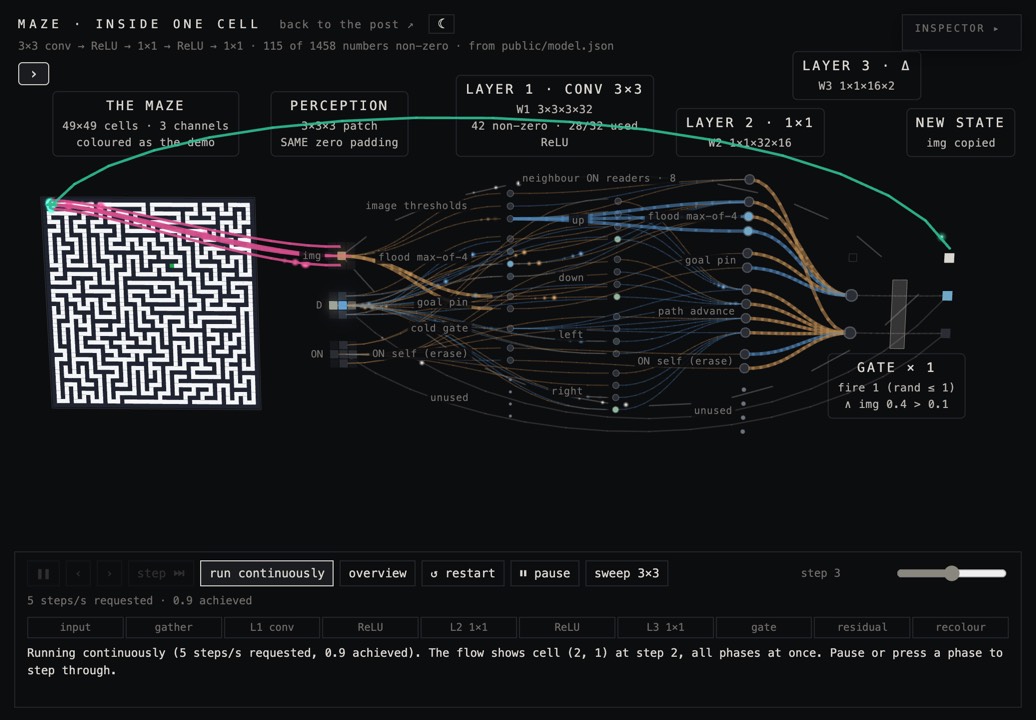 MAZE · INSIDE ONE CELL back to the post ↗ ☾
INSPECTOR ▸
3×3 conv → ReLU → 1×1 → ReLU → 1×1 · 115 of 1458 numbers non-zero · from public/model.json
›
THE MAZE
49×49 cells · 3 channels
coloured as the demo
PERCEPTION
3×3×3 patch
SAME zero padding
LAYER 1 · CONV 3×3
W1 3×3×3×32
42 non-zero · 28/32 used
ReLU
LAYER 2 · 1×1
W2 1×1×32×16
LAYER 3 · Δ
W3 1×1×16×2
NEW STATE
img copied
img
D
ON
image thresholds
flood max-of-4
goal pin
cold gate
ON self (erase)
unused
neighbour ON readers · 8
up
down
left
right
flood max-of-4
goal pin
path advance
ON self (erase)
unused
GATE × 1
fire 1 (rand ≤ 1)
∧ img 0.4 > 0.1
‹ › step ⏭ run continuously overview ↺ restart ⏸ pause sweep 3×3 step 3
5 steps/s requested · 0.9 achieved
input gather L1 conv ReLU L2 1×1 ReLU L3 1×1 gate residual recolour
Running continuously (5 steps/s requested, 0.9 achieved). The flow shows cell (2, 1) at step 2, all phases at once. Pause or press a phase to
step through.